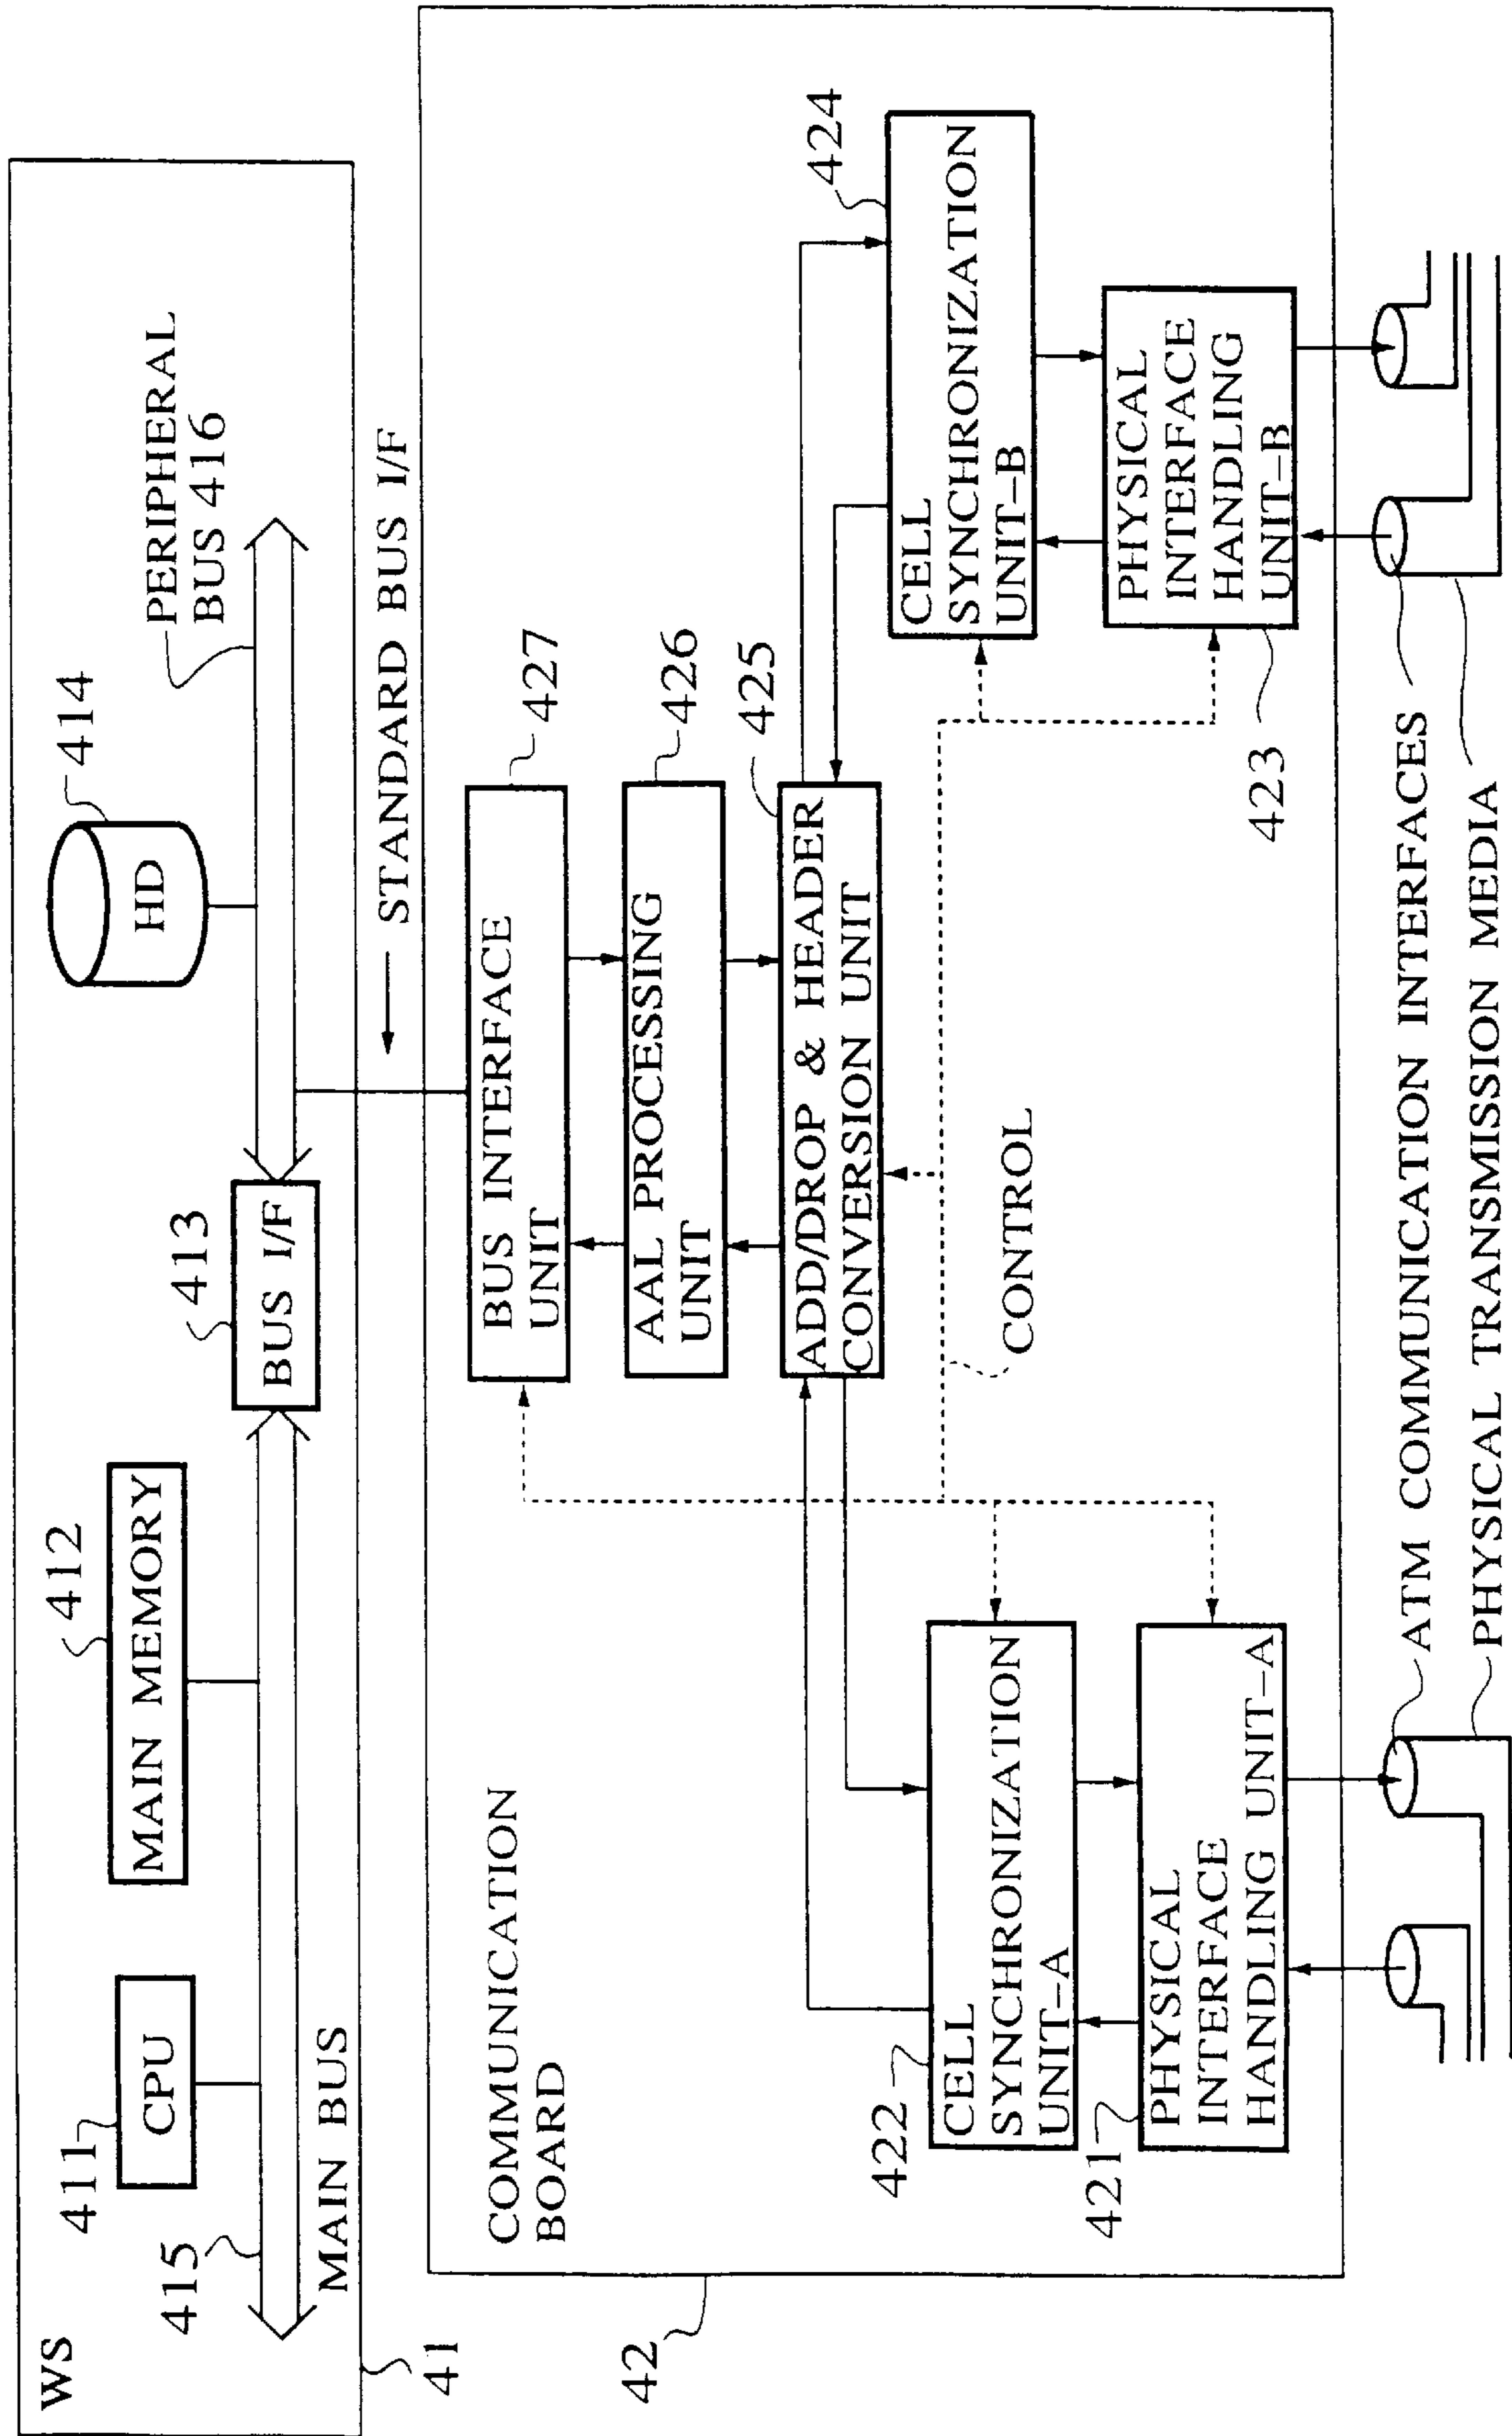 WS
411
CPU
412
MAIN MEMORY
413
BUS I/F
414
HD
PERIPHERAL
BUS 416
415
MAIN BUS
41
STANDARD BUS I/F
COMMUNICATION
BOARD
42
BUS INTERFACE
UNIT
427
AAL PROCESSING
UNIT
426
ADD/DROP & HEADER
CONVERSION UNIT
425
CONTROL
422
CELL
SYNCHRONIZATION
UNIT–A
421
PHYSICAL
INTERFACE
HANDLING UNIT–A
424
CELL
SYNCHRONIZATION
UNIT–B
PHYSICAL
INTERFACE
HANDLING
UNIT–B
423
ATM COMMUNICATION INTERFACES
PHYSICAL TRANSMISSION MEDIA